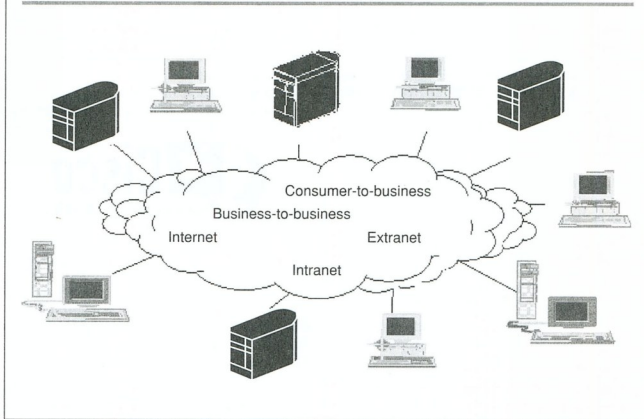 Consumer-to-business
Business-to-business
Internet Extranet
Intranet